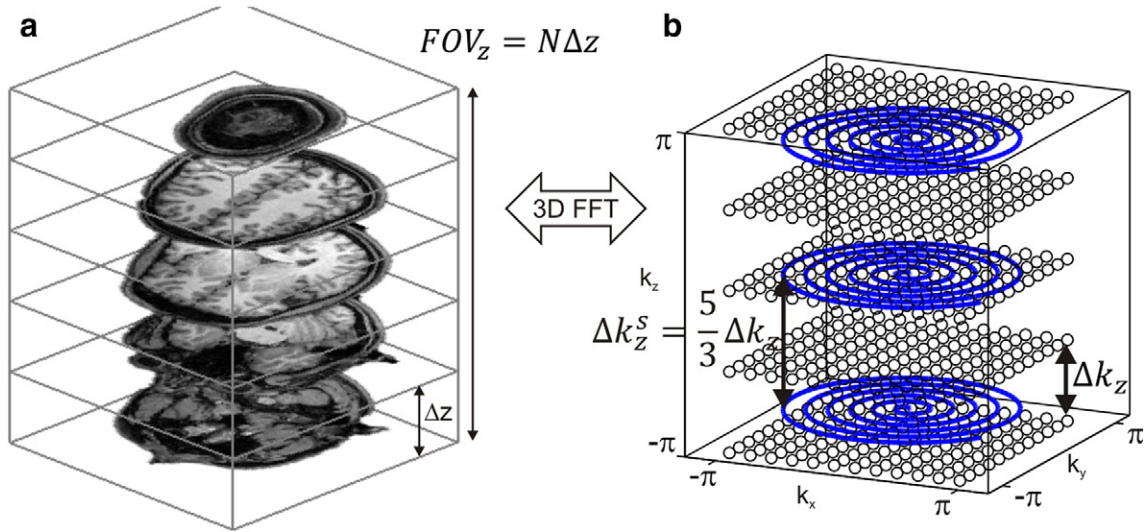 a
FOV_z = NΔz
b
Δz
3D FFT
π
k_z
Δk_z^s = 5/3 Δk_z
Δk_z
-π
-π
k_x
π
-π
k_y
π